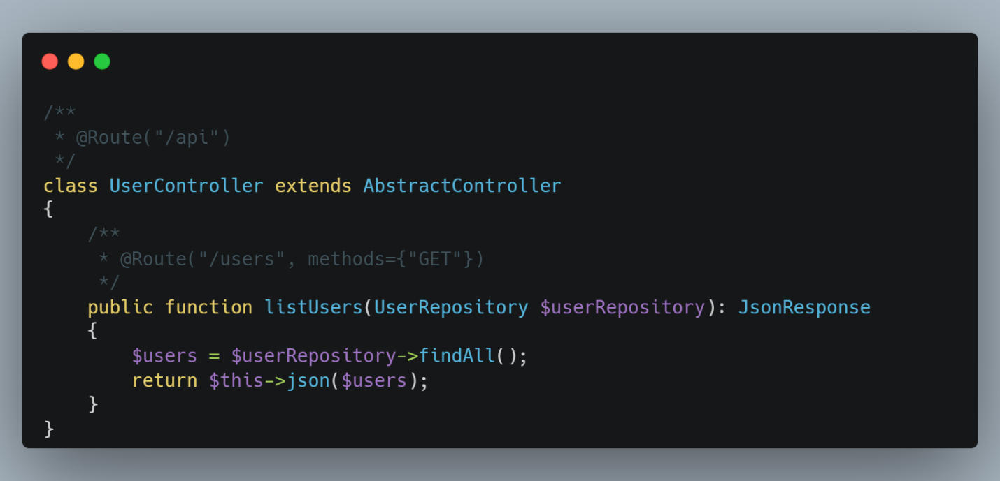 /**
 * @Route("/api")
 */
class UserController extends AbstractController
{
    /**
     * @Route("/users", methods={"GET"})
     */
    public function listUsers(UserRepository $userRepository): JsonResponse
    {
        $users = $userRepository->findAll();
        return $this->json($users);
    }
}